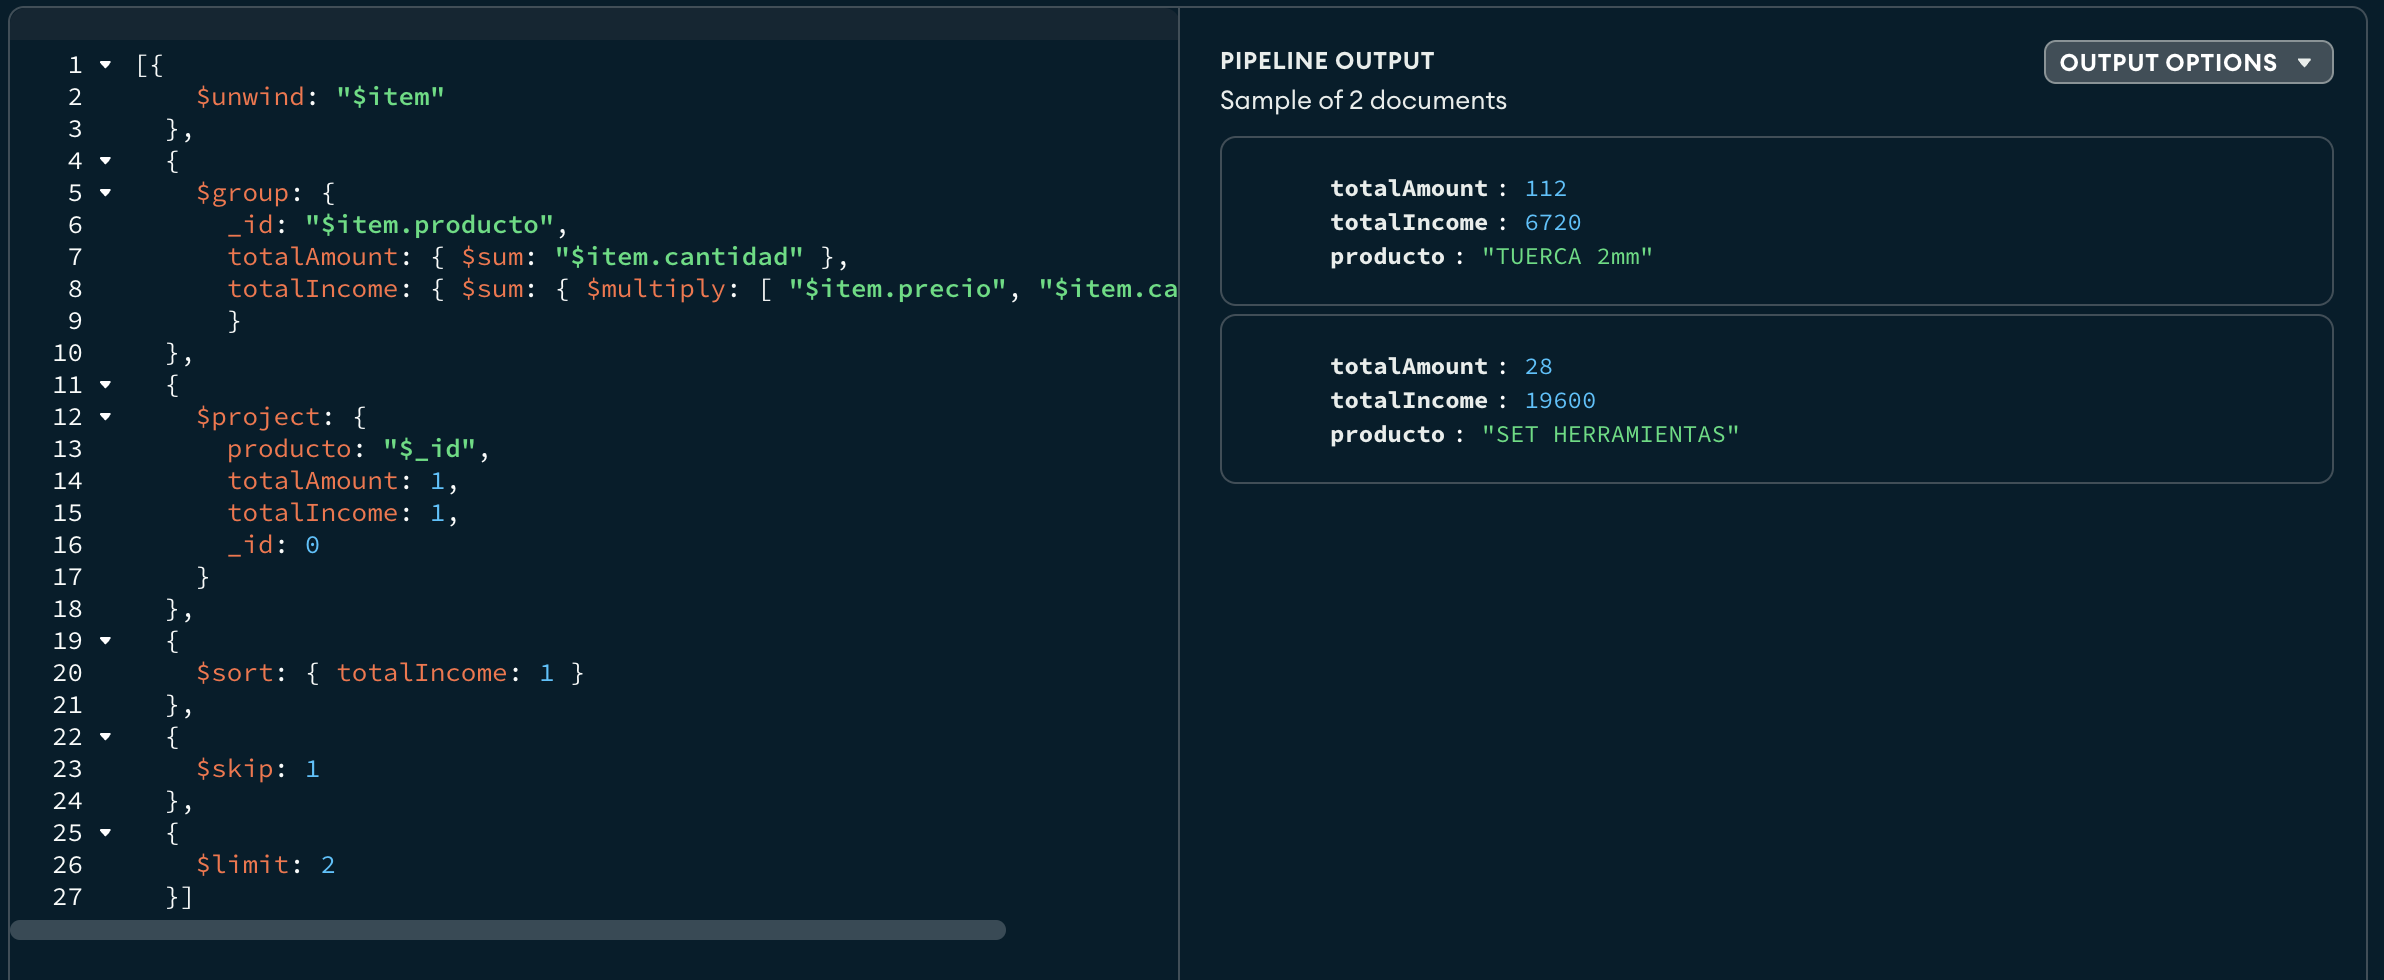 1 [{
2 $unwind: "$item"
3 },
4 {
5 $group: {
6 _id: "$item.producto",
7 totalAmount: { $sum: "$item.cantidad" },
8 totalIncome: { $sum: { $multiply: [ "$item.precio", "$item.ca
9 }
10 },
11 {
12 $project: {
13 producto: "$_id",
14 totalAmount: 1,
15 totalIncome: 1,
16 _id: 0
17 }
18 },
19 {
20 $sort: { totalIncome: 1 }
21 },
22 {
23 $skip: 1
24 },
25 {
26 $limit: 2
27 }]
PIPELINE OUTPUT
OUTPUT OPTIONS
Sample of 2 documents
totalAmount : 112
totalIncome : 6720
producto : "TUERCA 2mm"
totalAmount : 28
totalIncome : 19600
producto : "SET HERRAMIENTAS"